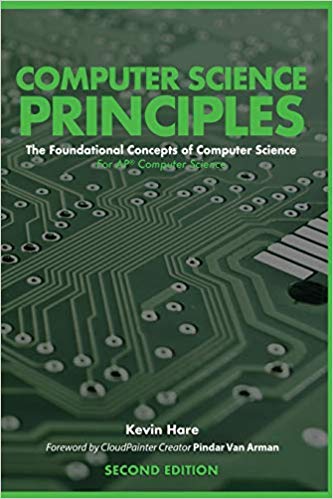 COMPUTER SCIENCE
PRINCIPLES
The Foundational Concepts of Computer Science
For AP® Computer Science
Kevin Hare
Foreword by CloudPainter Creator Pindar Van Arman
SECOND EDITION